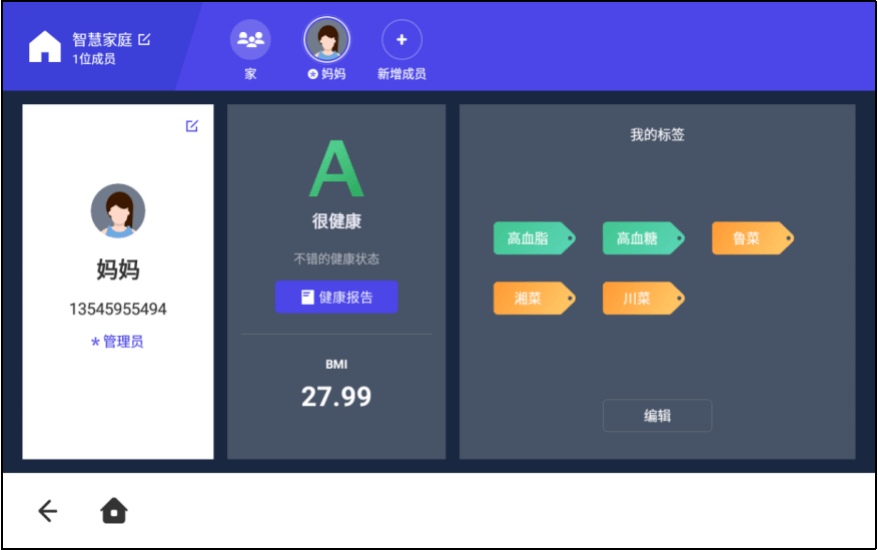 智慧家庭
1位成员
家
妈妈
新增成员
妈妈
13545955494
* 管理员
A
很健康
不错的健康状态
健康报告
BMI
27.99
我的标签
高血脂
高血糖
鲁菜
湘菜
川菜
编辑